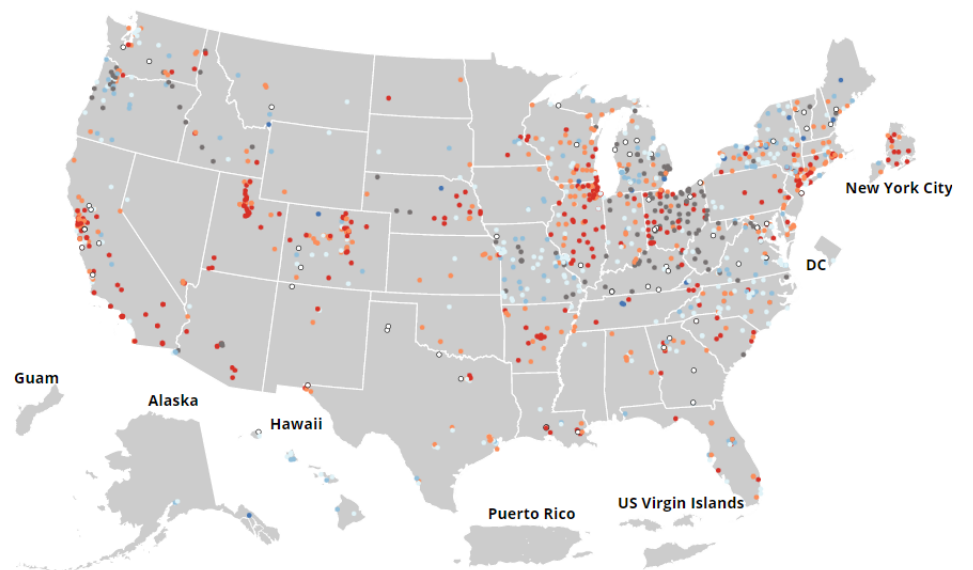 New York City
DC
Guam
Alaska
Hawaii
US Virgin Islands
Puerto Rico